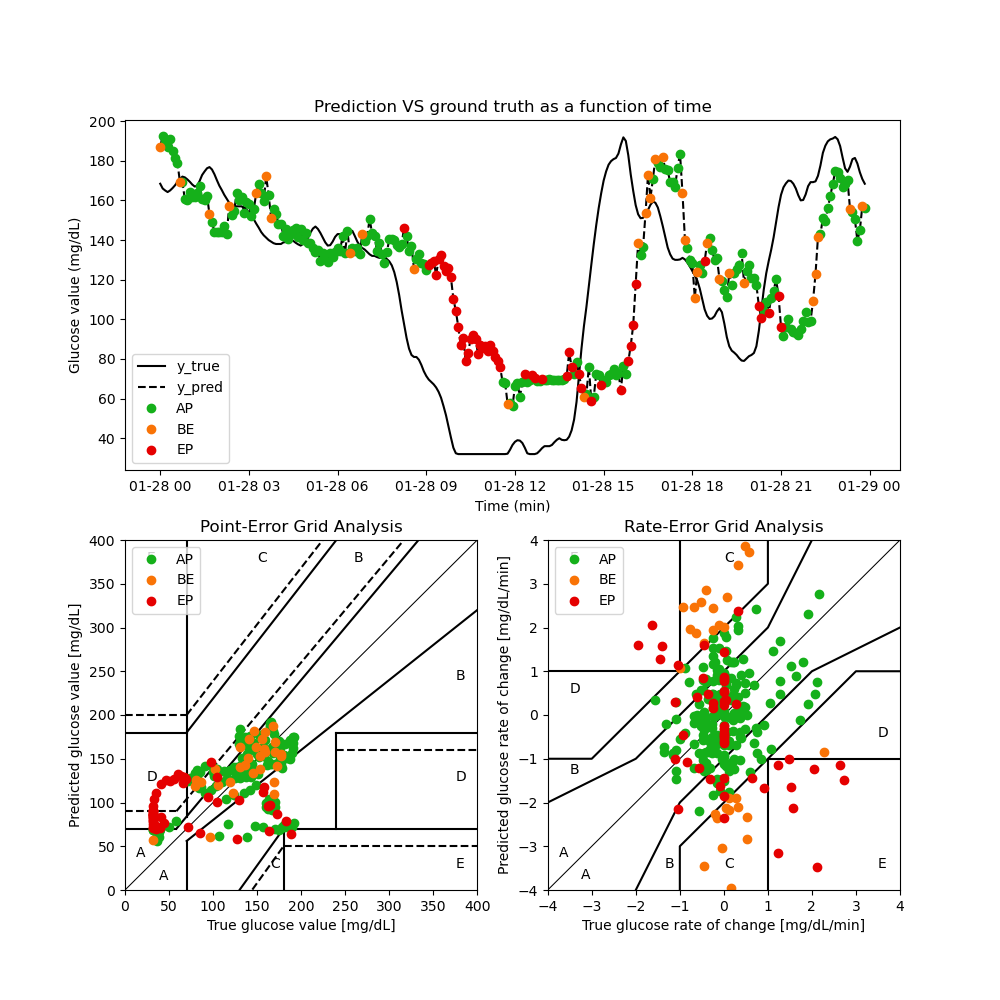 Prediction VS ground truth as a function of time
Glucose value (mg/dL)
200
180
160
140
120
100
80
60
40
y_true
y_pred
AP
BE
EP
01-28 00 01-28 03 01-28 06 01-28 09 01-28 12 01-28 15 01-28 18 01-28 21 01-29 00
Time (min)
Point-Error Grid Analysis
Predicted glucose value [mg/dL]
400
350
300
250
200
150
100
50
0
AP
BE
EP
C
B
B
D
D
A
A
C
E
0 50 100 150 200 250 300 350 400
True glucose value [mg/dL]
Rate-Error Grid Analysis
Predicted glucose rate of change [mg/dL/min]
4
3
2
1
0
−1
−2
−3
−4
AP
BE
EP
C
D
D
B
A
A
B
C
E
−4 −3 −2 −1 0 1 2 3 4
True glucose rate of change [mg/dL/min]